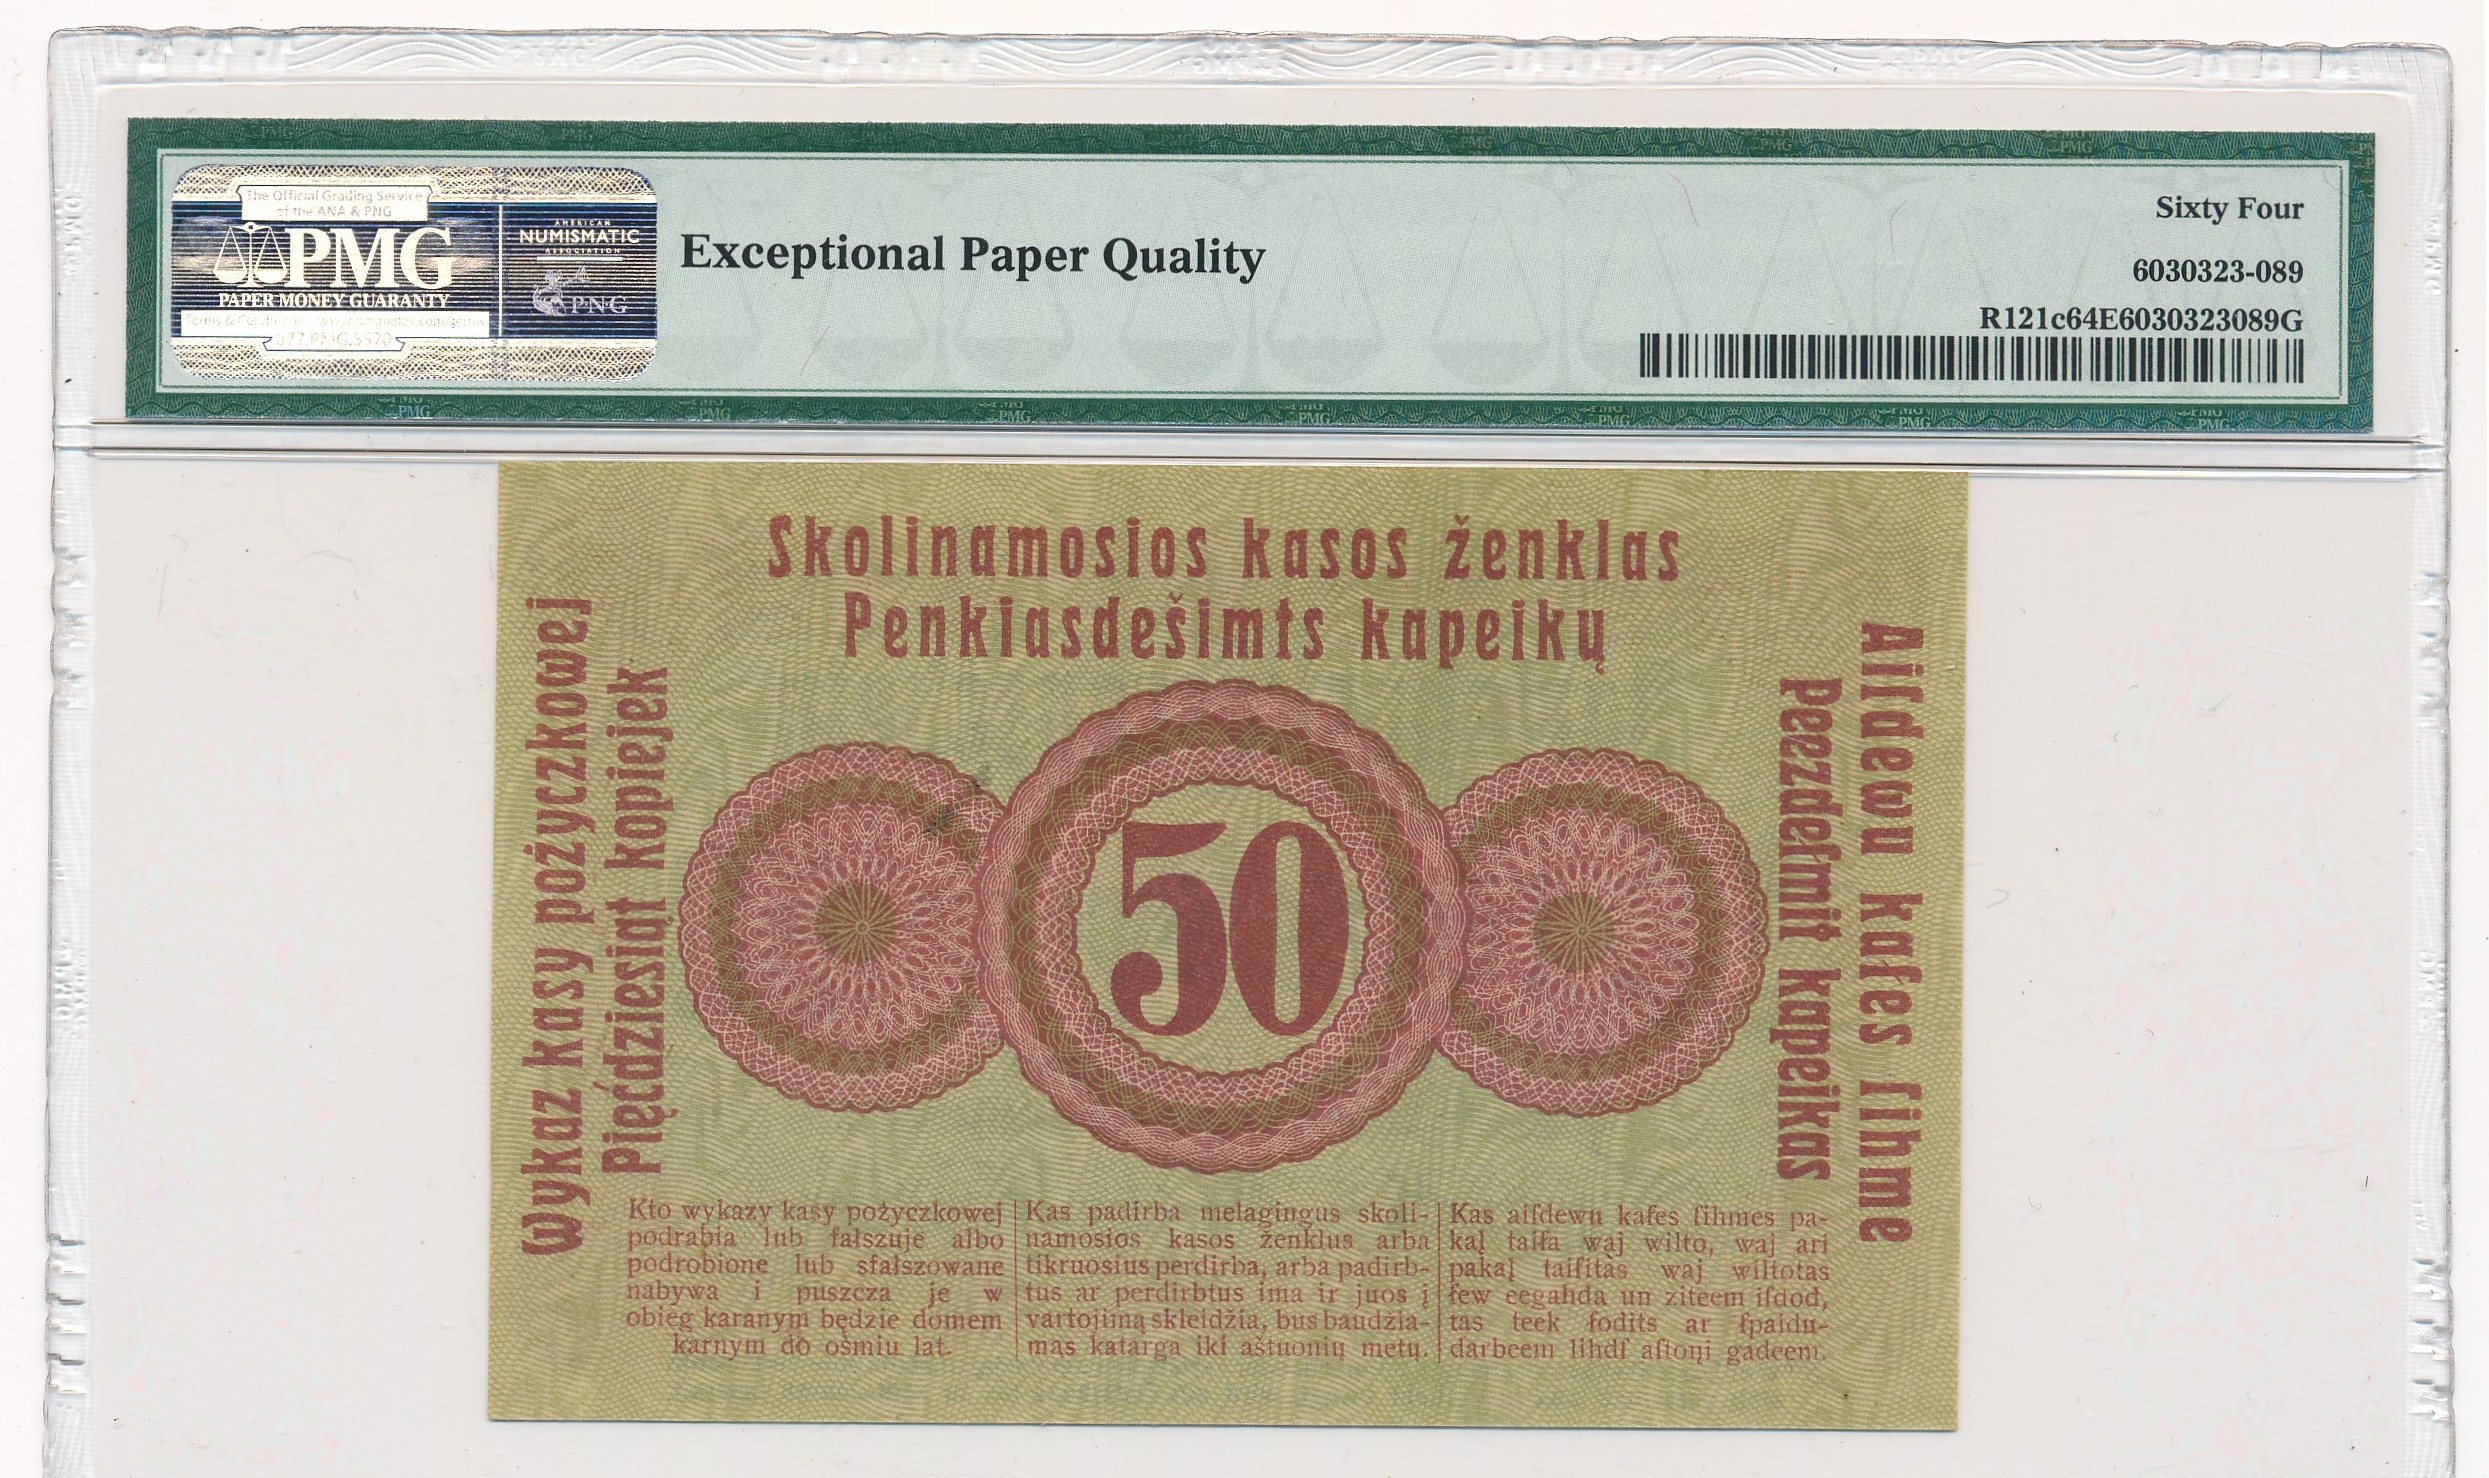 The Official Grading Service
of the ANA & PNG
PMG
PAPER MONEY GUARANTY
877.PMG.5570
AMERICAN
NUMISMATIC
ASSOCIATION
P·N·G
Exceptional Paper Quality
Sixty Four
6030323-089
R121c64E6030323089G
Skolinamosios kasos ženklas
Penkiasdešimts kapeikų
Wykaz kasy pożyczkowej
Pięćdziesiąt kopiejek
Aiſdewu kaſes ſihme
Peezdeſmit kapeikas
50
Kto wykazy kasy pożyczkowej
podrabia lub fałszuje albo
podrobione lub sfałszowane
nabywa i puszcza je w
obieg karanym będzie domem
karnym do ośmiu lat.
Kas padirba melagingus skoli-
namosios kasos ženklus arba
tikruosius perdirba, arba padirb-
tus ar perdirbtus ima ir juos į
vartojimą skleidžia, bus baudžia-
mas katarga iki aštuonių metų.
Kas aiſdewu kaſes ſihmes pa-
kaļ taiſa waj wilto, waj ari
pakaļ taiſitas waj wiltotas
ſew eegahda un ziteem iſdod,
tas teek ſodits ar ſpaidu-
darbeem lihdſ aſtoņi gadeem.